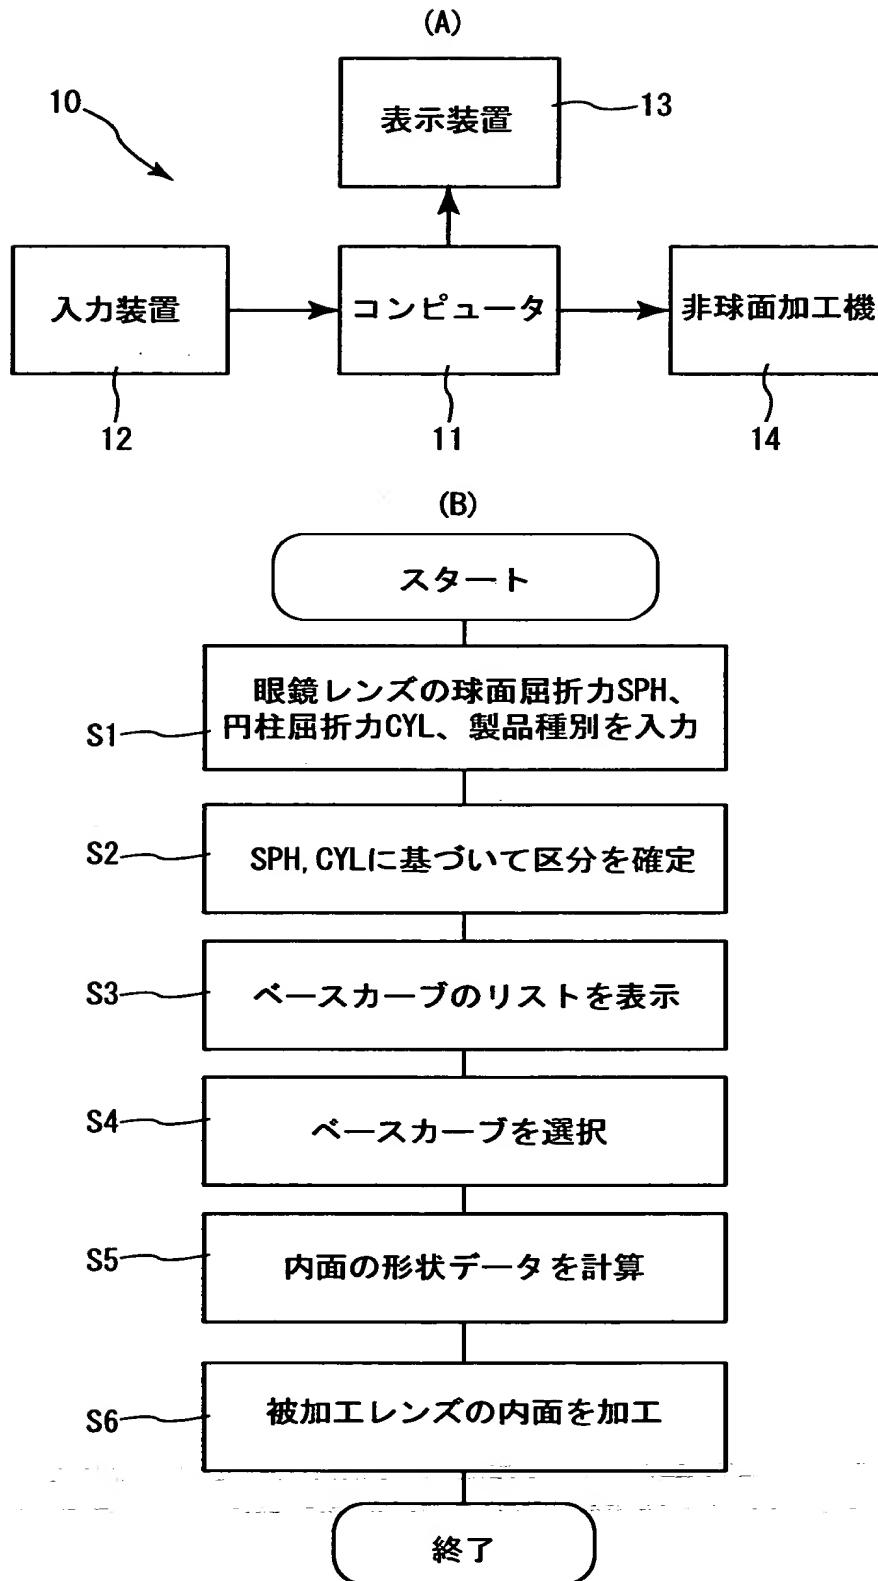 (A)
10
表示装置
13
入力装置
コンピュータ
非球面加工機
12
11
14
(B)
スタート
眼鏡レンズの球面屈折力SPH、
円柱屈折力CYL、製品種別を入力
S1
SPH,CYLに基づいて区分を確定
S2
ベースカーブのリストを表示
S3
ベースカーブを選択
S4
内面の形状データを計算
S5
被加工レンズの内面を加工
S6
終了